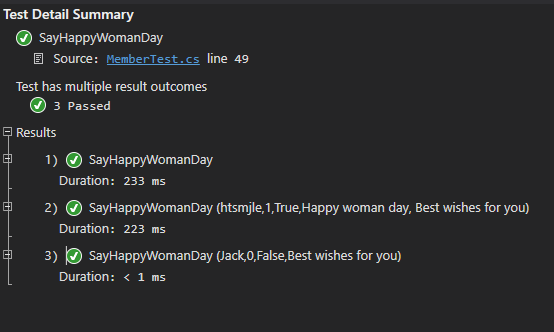 Test Detail Summary
SayHappyWomanDay
Source: MemberTest.cs line 49
Test has multiple result outcomes
3 Passed
Results
1) SayHappyWomanDay
Duration: 233 ms
2) SayHappyWomanDay (htsmjle,1,True,Happy woman day, Best wishes for you)
Duration: 223 ms
3) SayHappyWomanDay (Jack,0,False,Best wishes for you)
Duration: < 1 ms